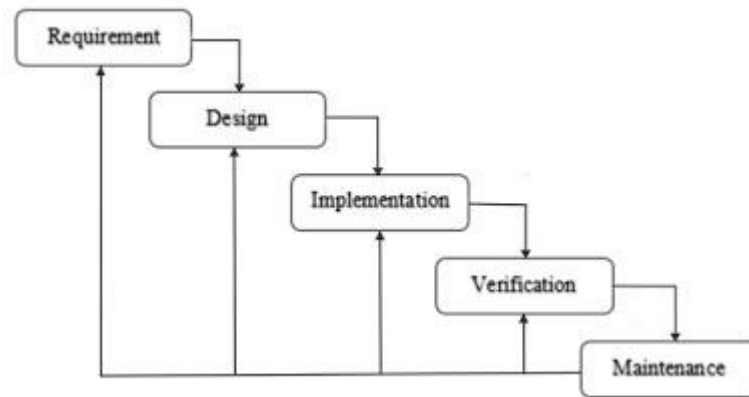 Requirement
Design
Implementation
Verification
Maintenance